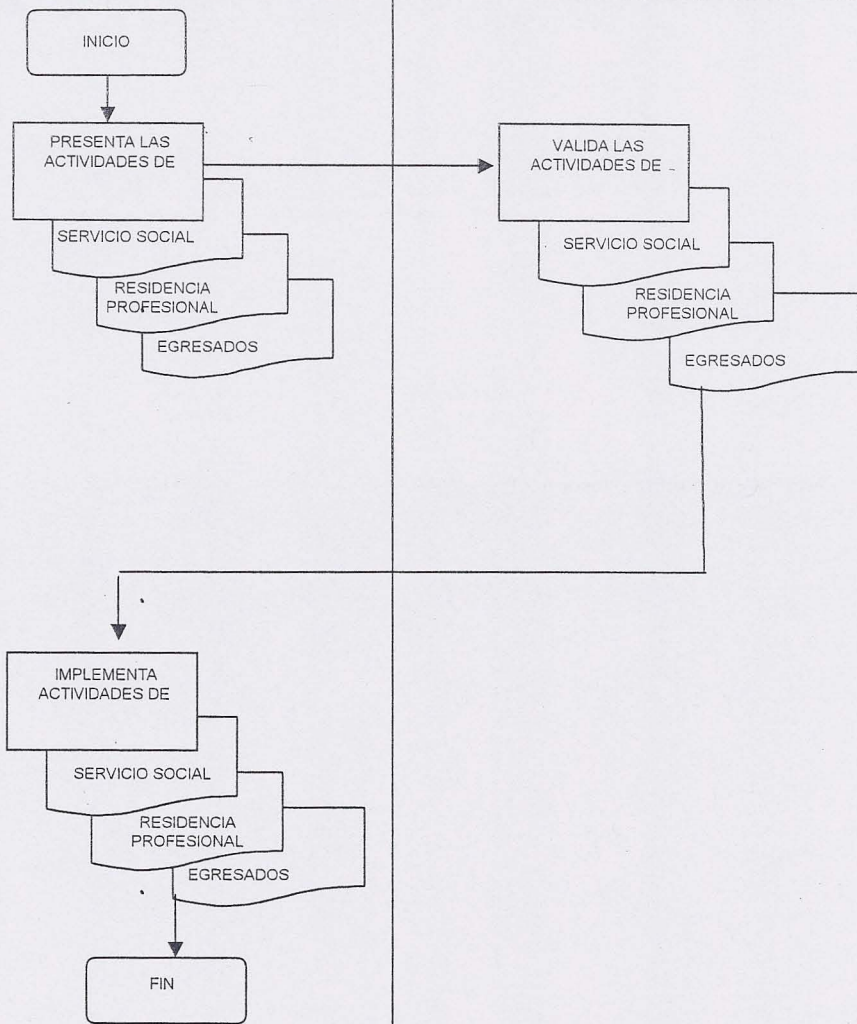 INICIO
PRESENTA LAS
ACTIVIDADES DE
SERVICIO SOCIAL
RESIDENCIA
PROFESIONAL
EGRESADOS
VALIDA LAS
ACTIVIDADES DE
SERVICIO SOCIAL
RESIDENCIA
PROFESIONAL
EGRESADOS
IMPLEMENTA
ACTIVIDADES DE
SERVICIO SOCIAL
RESIDENCIA
PROFESIONAL
EGRESADOS
FIN